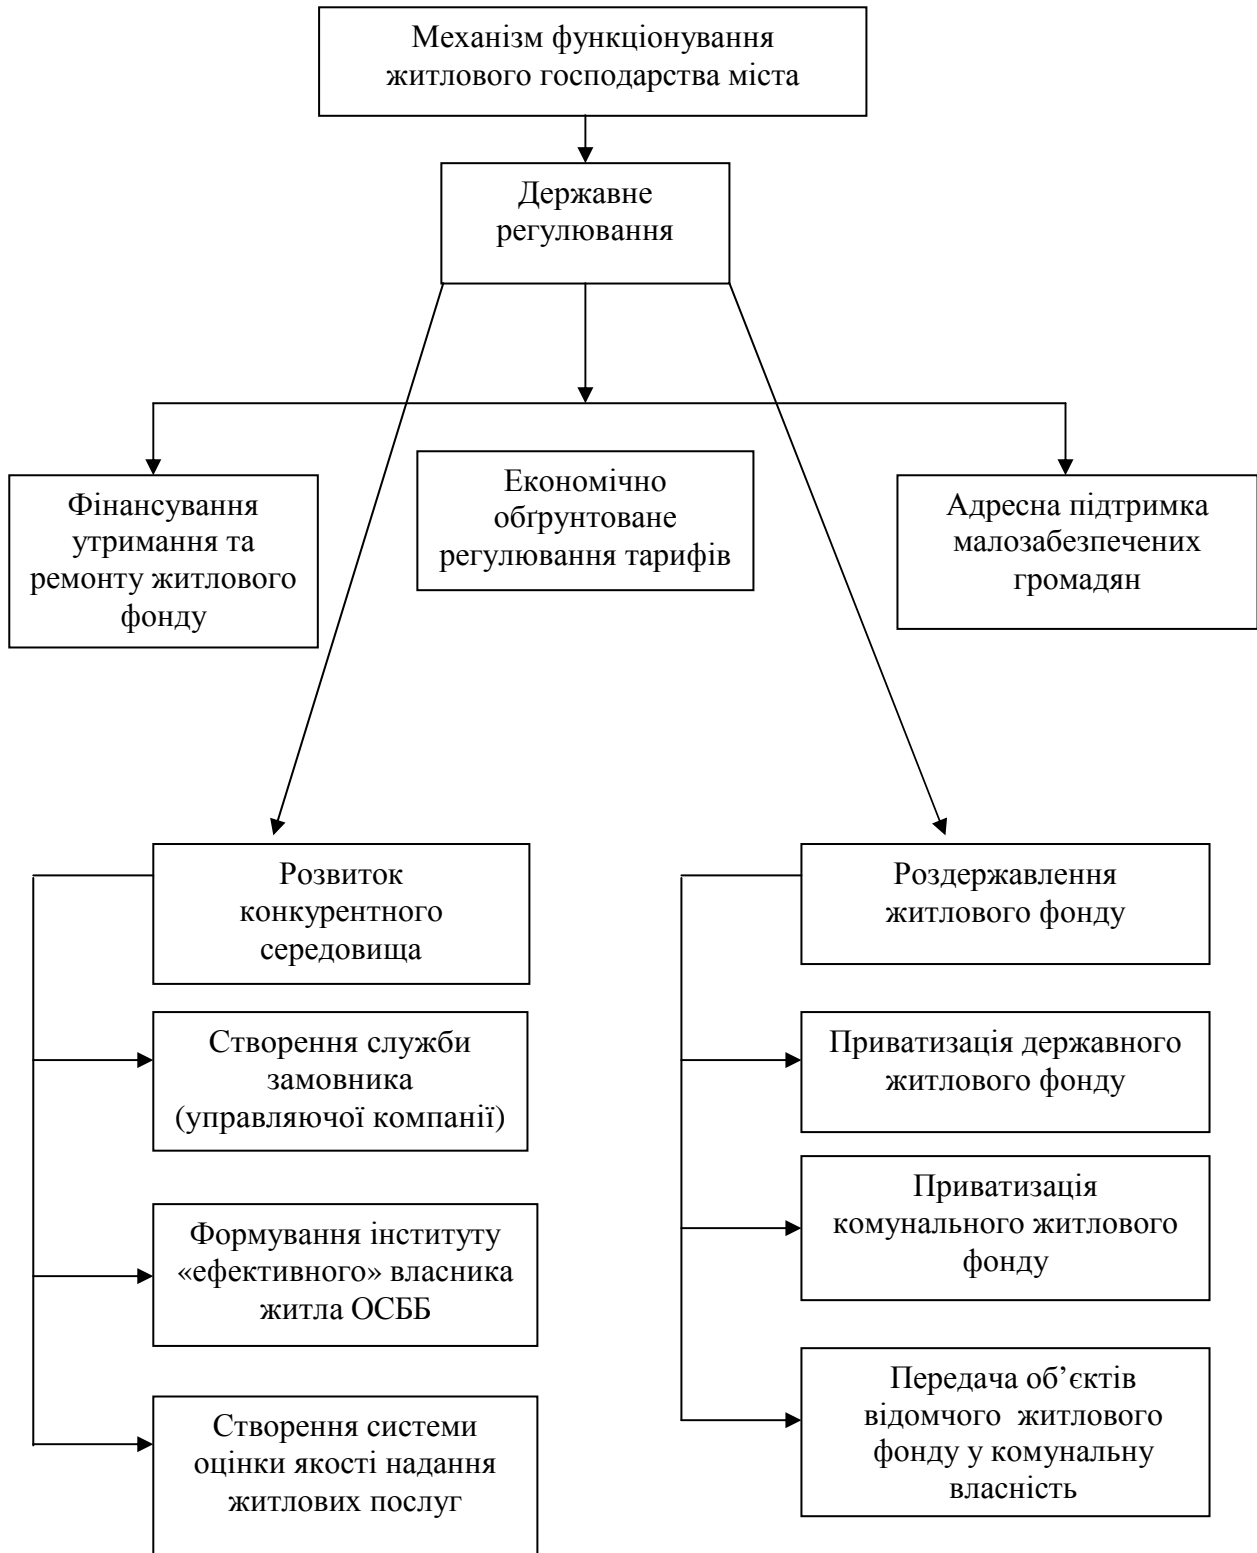 Механізм функціонування
житлового господарства міста
Державне
регулювання
Фінансування
утримання та
ремонту житлового
фонду
Економічно
обґрунтоване
регулювання тарифів
Адресна підтримка
малозабезпечених
громадян
Розвиток
конкурентного
середовища
Створення служби
замовника
(управляючої компанії)
Формування інституту
«ефективного» власника
житла ОСББ
Створення системи
оцінки якості надання
житлових послуг
Роздержавлення
житлового фонду
Приватизація державного
житлового фонду
Приватизація
комунального житлового
фонду
Передача об’єктів
відомчого житлового
фонду у комунальну
власність